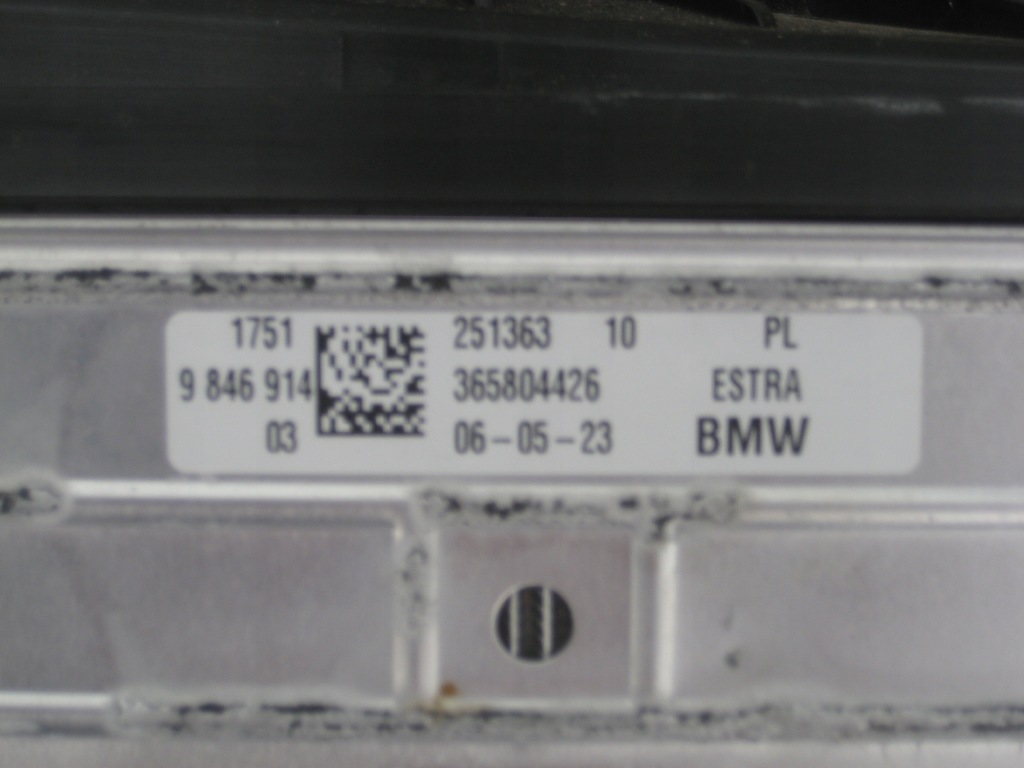 1751 251363 10 PL
9 846 914 365804426 ESTRA
03 06-05-23 BMW